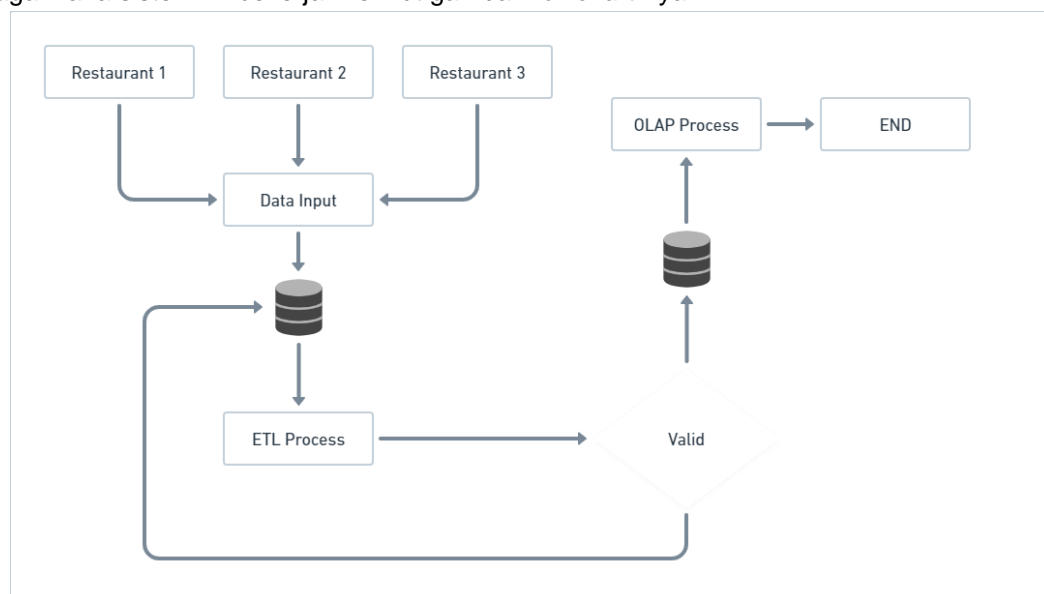 Restaurant 1
Restaurant 2
Restaurant 3
OLAP Process
END
Data Input
ETL Process
Valid